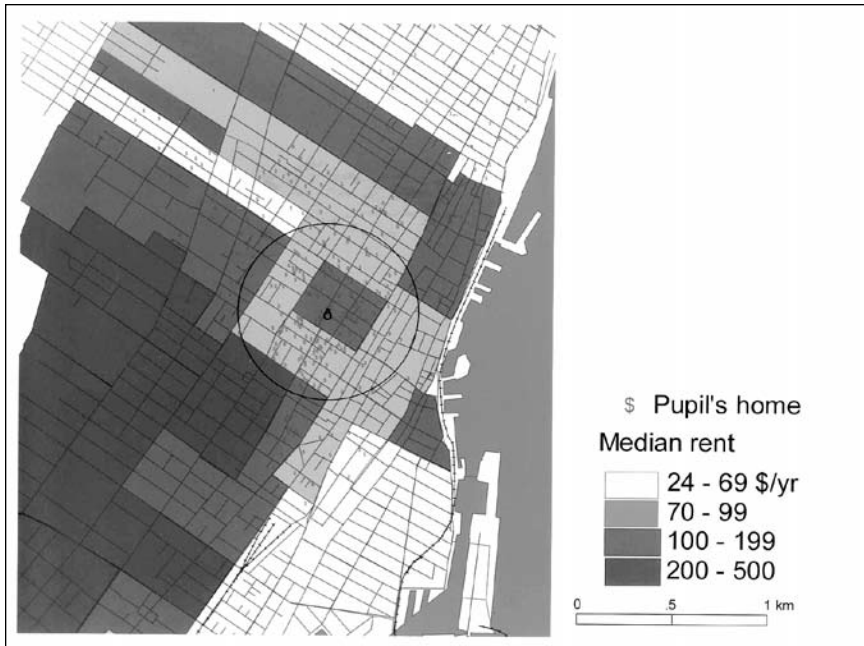 $ Pupil's home
Median rent
24 - 69 $/yr
70 - 99
100 - 199
200 - 500
0 .5 1 km